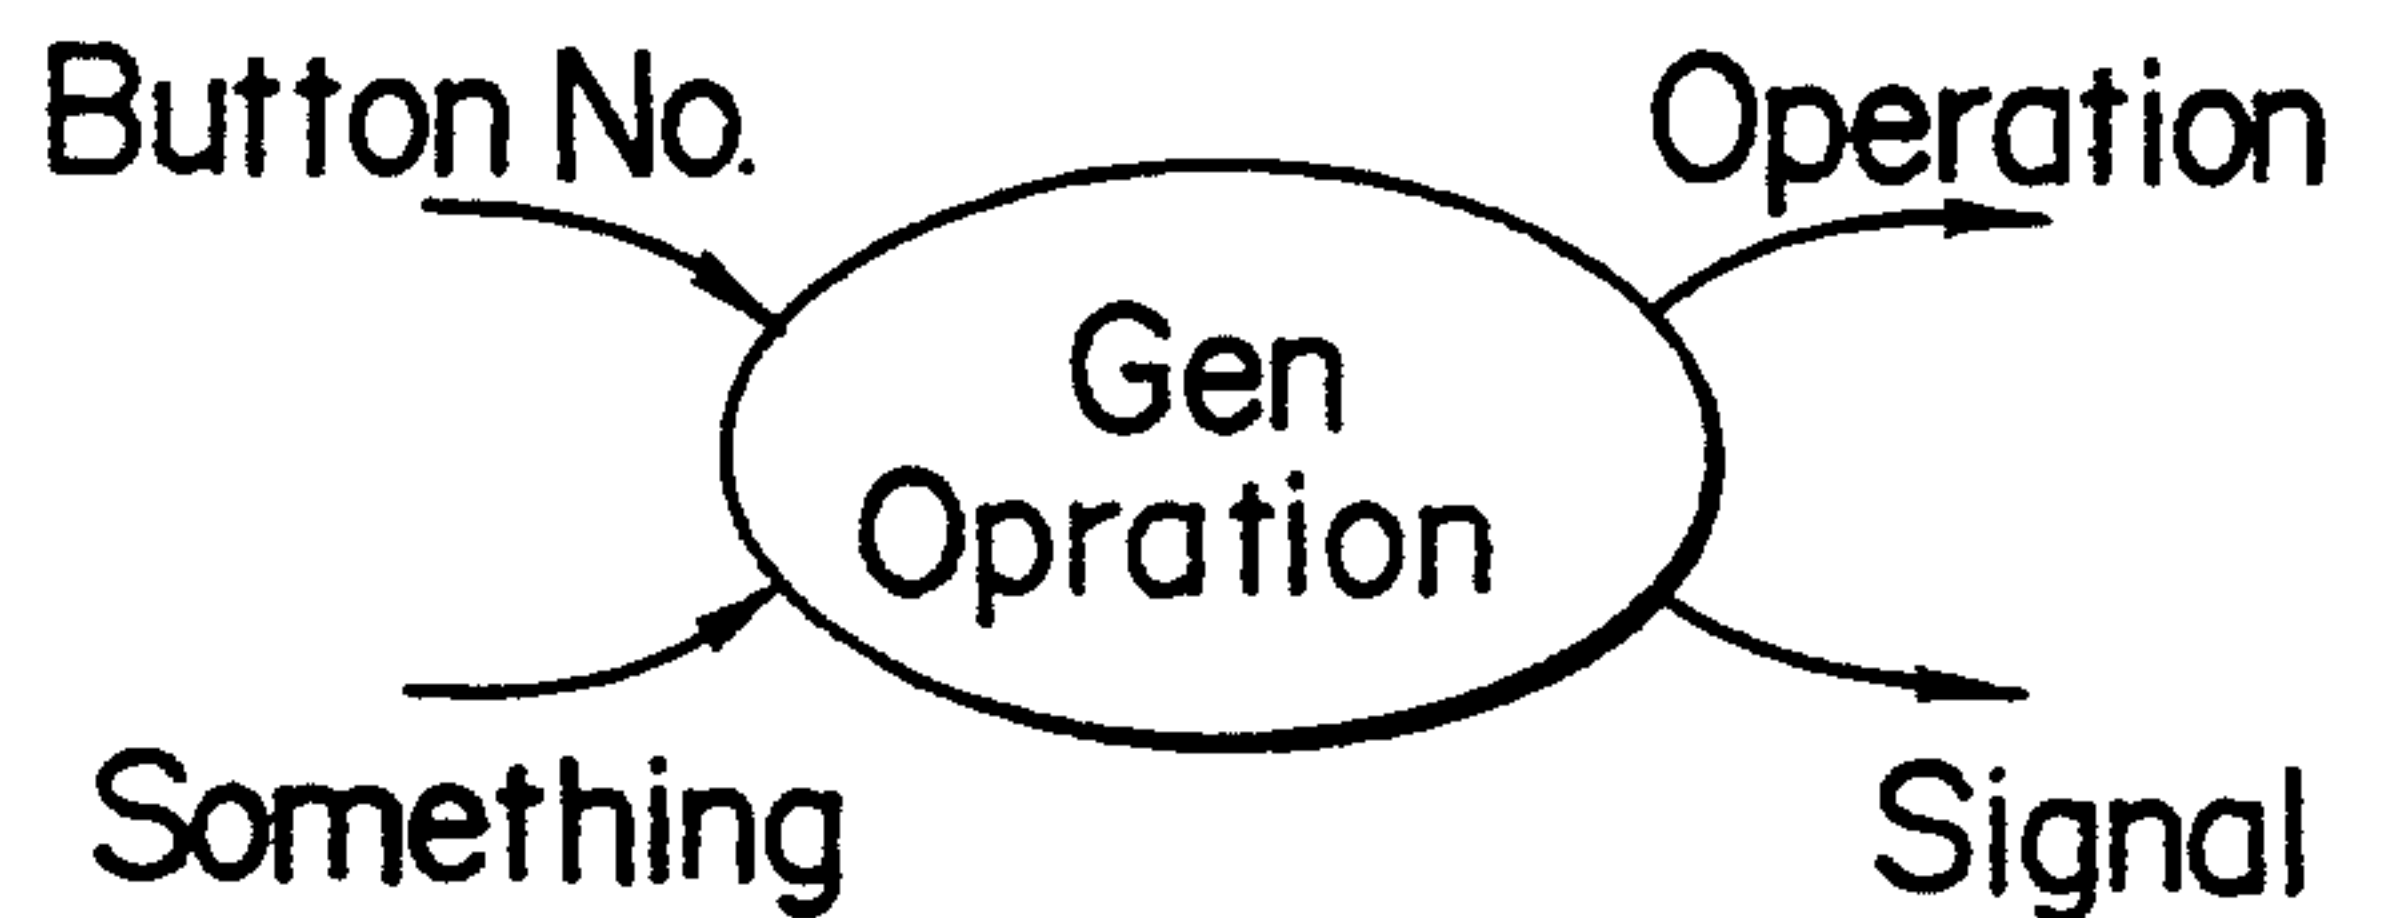 Button No.
Operation
Gen
Opration
Something
Signal